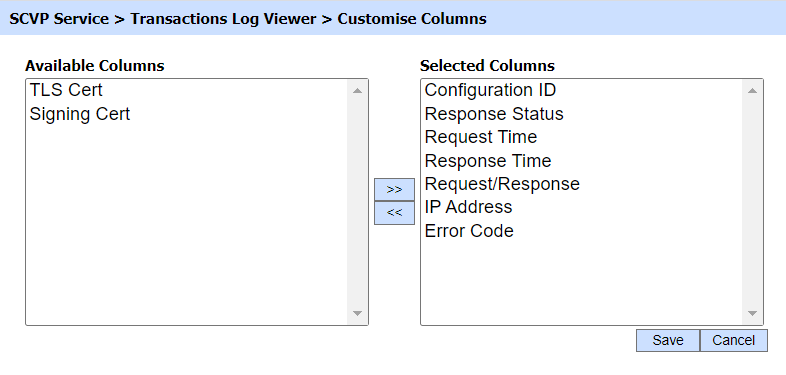 SCVP Service > Transactions Log Viewer > Customise Columns
Available Columns
TLS Cert
Signing Cert
>>
<<
Selected Columns
Configuration ID
Response Status
Request Time
Response Time
Request/Response
IP Address
Error Code
Save
Cancel